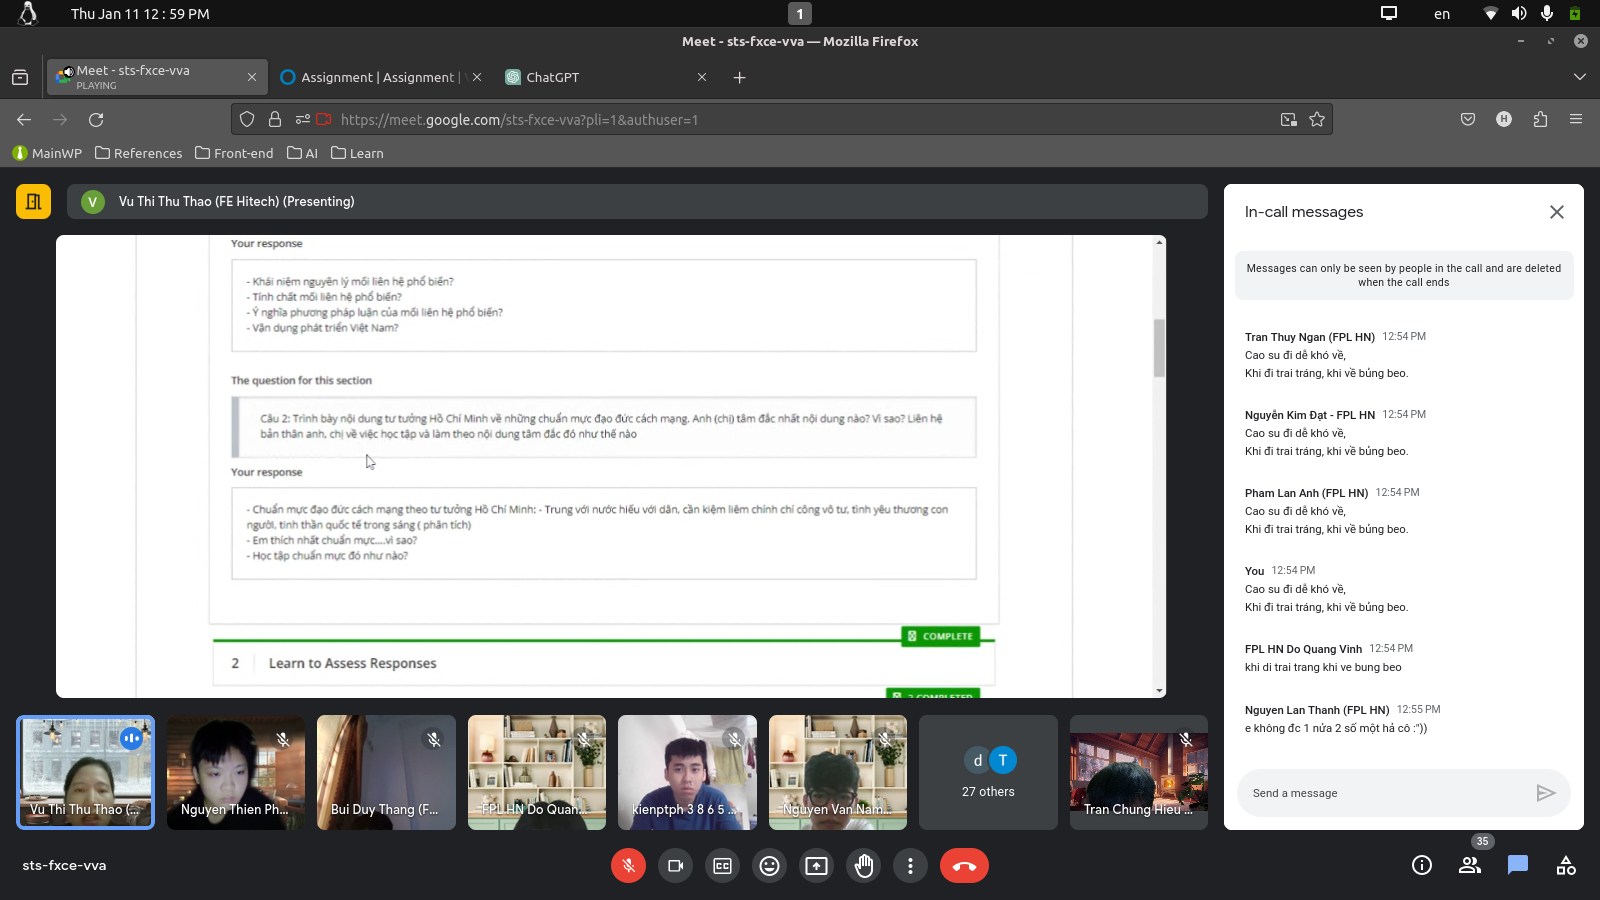 Thu Jan 11 12 : 59 PM
1
en
Meet - sts-fxce-vva — Mozilla Firefox
Meet - sts-fxce-vva
PLAYING
Assignment | Assignment |
ChatGPT
https://meet.google.com/sts-fxce-vva?pli=1&authuser=1
H
MainWP
References
Front-end
AI
Learn
V
Vu Thi Thu Thao (FE Hitech) (Presenting)
Your response
- Khái niệm nguyên lý mối liên hệ phổ biến?
- Tính chất mối liên hệ phổ biến?
- Ý nghĩa phương pháp luận của mối liên hệ phổ biến?
- Vận dụng phát triển Việt Nam?
The question for this section
Câu 2: Trình bày nội dung tư tưởng Hồ Chí Minh về những chuẩn mực đạo đức cách mạng. Anh (chị) tâm đắc nhất nội dung nào? Vì sao? Liên hệ
bản thân anh, chị về việc học tập và làm theo nội dung tâm đắc đó như thế nào
Your response
- Chuẩn mực đạo đức cách mạng theo tư tưởng Hồ Chí Minh: - Trung với nước hiếu với dân, cần kiệm liêm chính chí công vô tư, tình yêu thương con
người, tinh thần quốc tế trong sáng ( phân tích)
- Em thích nhất chuẩn mực....vì sao?
- Học tập chuẩn mực đó như nào?
COMPLETE
2
Learn to Assess Responses
2 COMPLETED
Vu Thi Thu Thao (...
Nguyen Thien Ph...
Bui Duy Thang (F...
FPL HN Do Quan...
kienptph 3 8 6 5 ...
Nguyen Van Nam...
d
T
27 others
Tran Chung Hieu ...
In-call messages
Messages can only be seen by people in the call and are deleted
when the call ends
Tran Thuy Ngan (FPL HN) 12:54 PM
Cao su đi dễ khó về,
Khi đi trai tráng, khi về bủng beo.
Nguyễn Kim Đạt - FPL HN 12:54 PM
Cao su đi dễ khó về,
Khi đi trai tráng, khi về bủng beo.
Pham Lan Anh (FPL HN) 12:54 PM
Cao su đi dễ khó về,
Khi đi trai tráng, khi về bủng beo.
You 12:54 PM
Cao su đi dễ khó về,
Khi đi trai tráng, khi về bủng beo.
FPL HN Do Quang Vinh 12:54 PM
khi di trai trang khi ve bung beo
Nguyen Lan Thanh (FPL HN) 12:55 PM
e không đc 1 nửa 2 số một hả cô :"))
Send a message
sts-fxce-vva
35